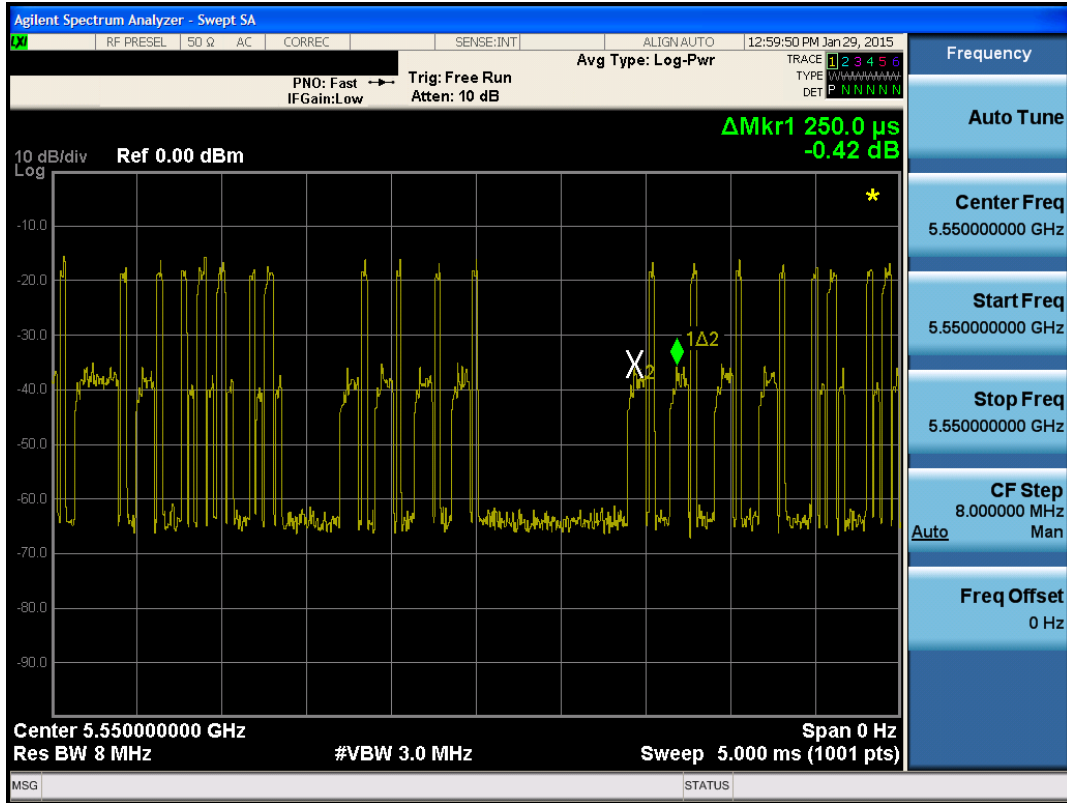 Agilent Spectrum Analyzer - Swept SA
LXI RF PRESEL 50 Ω AC CORREC SENSE:INT ALIGN AUTO 12:59:50 PM Jan 29, 2015
Frequency
Avg Type: Log-Pwr
TRACE 1 2 3 4 5 6
PNO: Fast Trig: Free Run
TYPE WWWWWW
IFGain:Low Atten: 10 dB
DET P N N N N N
Auto Tune
ΔMkr1 250.0 µs
-0.42 dB
10 dB/div Ref 0.00 dBm
Log
*
-10.0
-20.0
-30.0
-40.0
-50.0
-60.0
-70.0
-80.0
-90.0
1Δ2
X2
Center Freq
5.550000000 GHz
Start Freq
5.550000000 GHz
Stop Freq
5.550000000 GHz
CF Step
8.000000 MHz
Auto Man
Freq Offset
0 Hz
Center 5.550000000 GHz Span 0 Hz
Res BW 8 MHz #VBW 3.0 MHz Sweep 5.000 ms (1001 pts)
MSG STATUS